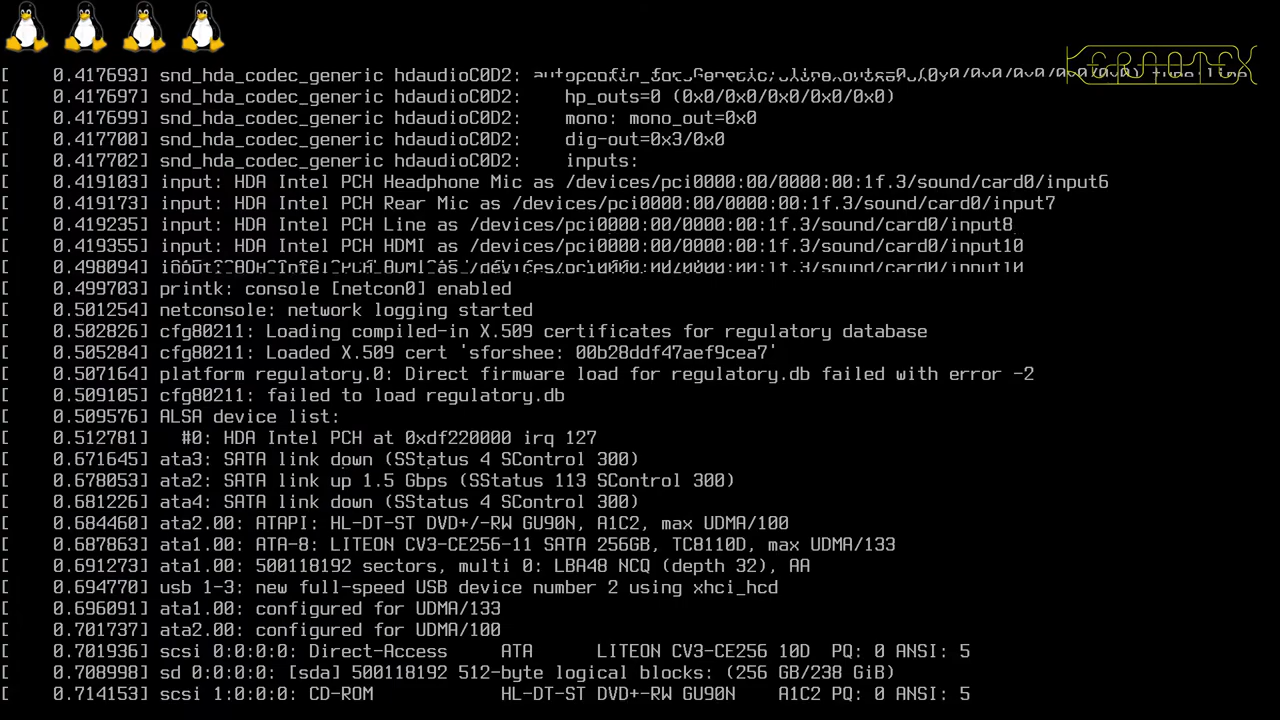 KERNOTEX
[    0.417693] snd_hda_codec_generic hdaudioC0D2: autoconfig for Generic: line_outs=0 (0x0/0x0/0x0/0x0/0x0) type:line
[    0.417697] snd_hda_codec_generic hdaudioC0D2:    hp_outs=0 (0x0/0x0/0x0/0x0/0x0)
[    0.417699] snd_hda_codec_generic hdaudioC0D2:    mono: mono_out=0x0
[    0.417700] snd_hda_codec_generic hdaudioC0D2:    dig-out=0x3/0x0
[    0.417702] snd_hda_codec_generic hdaudioC0D2:    inputs:
[    0.419103] input: HDA Intel PCH Headphone Mic as /devices/pci0000:00/0000:00:1f.3/sound/card0/input6
[    0.419173] input: HDA Intel PCH Rear Mic as /devices/pci0000:00/0000:00:1f.3/sound/card0/input7
[    0.419235] input: HDA Intel PCH Line as /devices/pci0000:00/0000:00:1f.3/sound/card0/input8
[    0.419355] input: HDA Intel PCH HDMI as /devices/pci0000:00/0000:00:1f.3/sound/card0/input10
[    0.498094]
[    0.499703] printk: console [netcon0] enabled
[    0.501254] netconsole: network logging started
[    0.502826] cfg80211: Loading compiled-in X.509 certificates for regulatory database
[    0.505284] cfg80211: Loaded X.509 cert 'sforshee: 00b28ddf47aef9cea7'
[    0.507164] platform regulatory.0: Direct firmware load for regulatory.db failed with error -2
[    0.509105] cfg80211: failed to load regulatory.db
[    0.509576] ALSA device list:
[    0.512781]   #0: HDA Intel PCH at 0xdf220000 irq 127
[    0.671645] ata3: SATA link down (SStatus 4 SControl 300)
[    0.678053] ata2: SATA link up 1.5 Gbps (SStatus 113 SControl 300)
[    0.681226] ata4: SATA link down (SStatus 4 SControl 300)
[    0.684460] ata2.00: ATAPI: HL-DT-ST DVD+/-RW GU90N, A1C2, max UDMA/100
[    0.687863] ata1.00: ATA-8: LITEON CV3-CE256-11 SATA 256GB, TC8110D, max UDMA/133
[    0.691273] ata1.00: 500118192 sectors, multi 0: LBA48 NCQ (depth 32), AA
[    0.694770] usb 1-3: new full-speed USB device number 2 using xhci_hcd
[    0.696091] ata1.00: configured for UDMA/133
[    0.701737] ata2.00: configured for UDMA/100
[    0.701936] scsi 0:0:0:0: Direct-Access     ATA      LITEON CV3-CE256 10D  PQ: 0 ANSI: 5
[    0.708998] sd 0:0:0:0: [sda] 500118192 512-byte logical blocks: (256 GB/238 GiB)
[    0.714153] scsi 1:0:0:0: CD-ROM            HL-DT-ST DVD+-RW GU90N    A1C2 PQ: 0 ANSI: 5